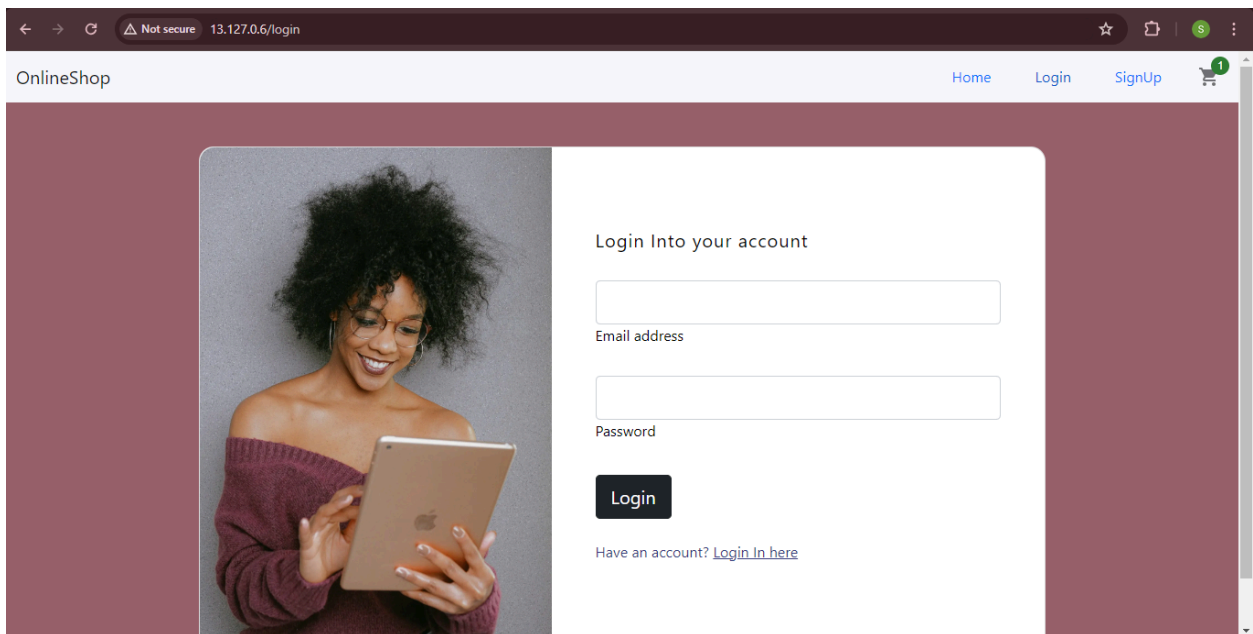 Not secure 13.127.0.6/login S
OnlineShop Home Login SignUp 1
Login Into your account
Email address
Password
Login
Have an account? Login In here